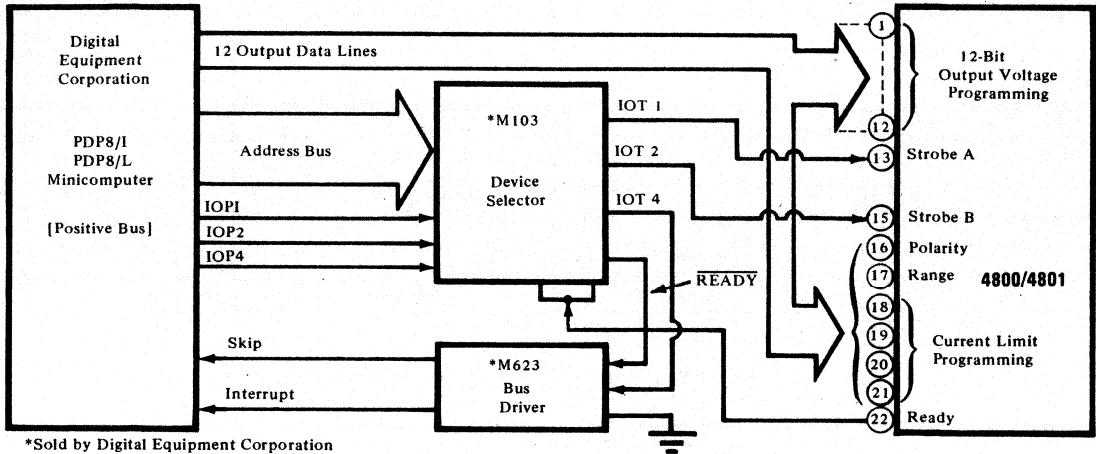 Digital
Equipment
Corporation
PDP8/I
PDP8/L
Minicomputer
[Positive Bus]
12 Output Data Lines
Address Bus
IOP1
IOP2
IOP4
Skip
Interrupt
*M103
Device
Selector
IOT 1
IOT 2
IOT 4
READY
*M623
Bus
Driver
1
12
13
15
16
17
18
19
20
21
22
12-Bit
Output Voltage
Programming
Strobe A
Strobe B
Polarity
Range
4800/4801
Current Limit
Programming
Ready
*Sold by Digital Equipment Corporation